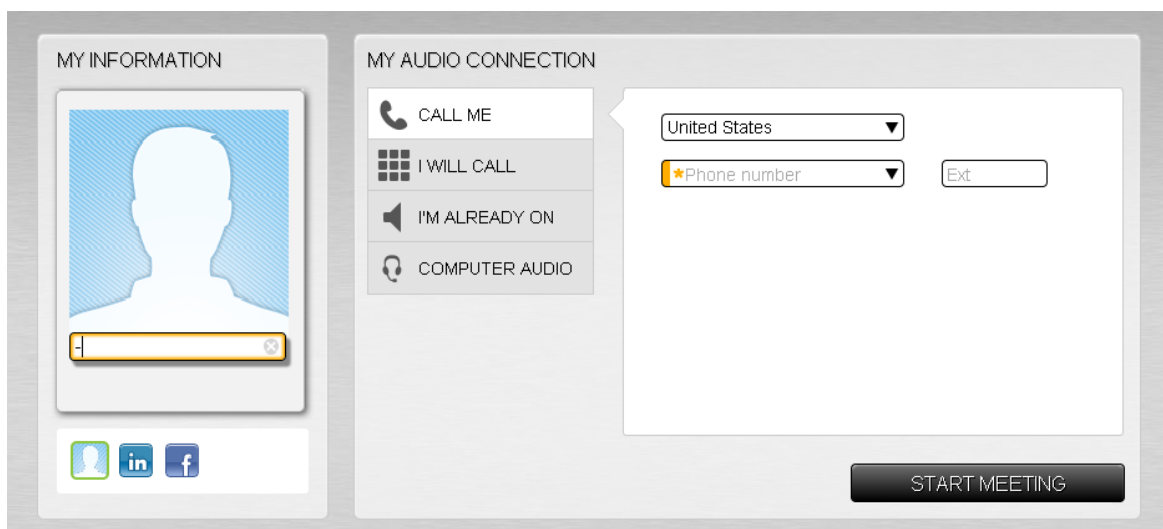 MY INFORMATION
-
in f
MY AUDIO CONNECTION
CALL ME
I WILL CALL
I'M ALREADY ON
COMPUTER AUDIO
United States
*Phone number
Ext
START MEETING